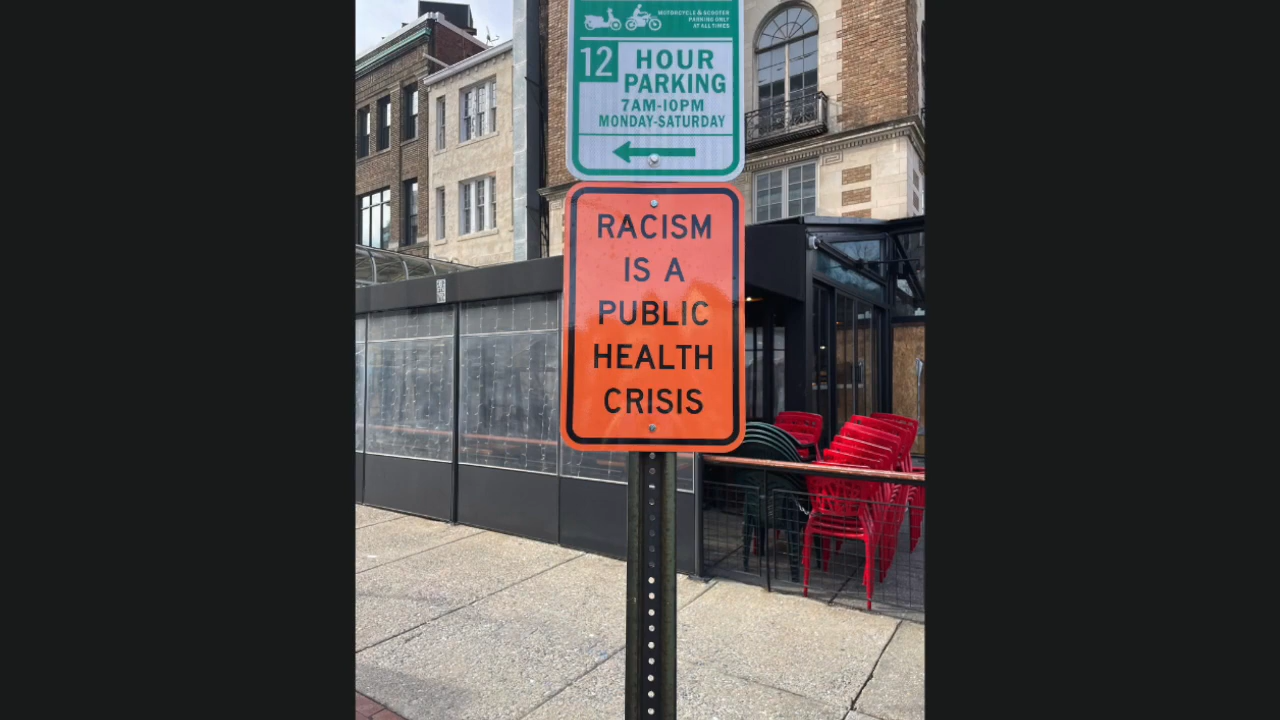 MOTORCYCLE & SCOOTER
PARKING ONLY
AT ALL TIMES
12
HOUR
PARKING
7AM-10PM
MONDAY-SATURDAY
RACISM
IS A
PUBLIC
HEALTH
CRISIS